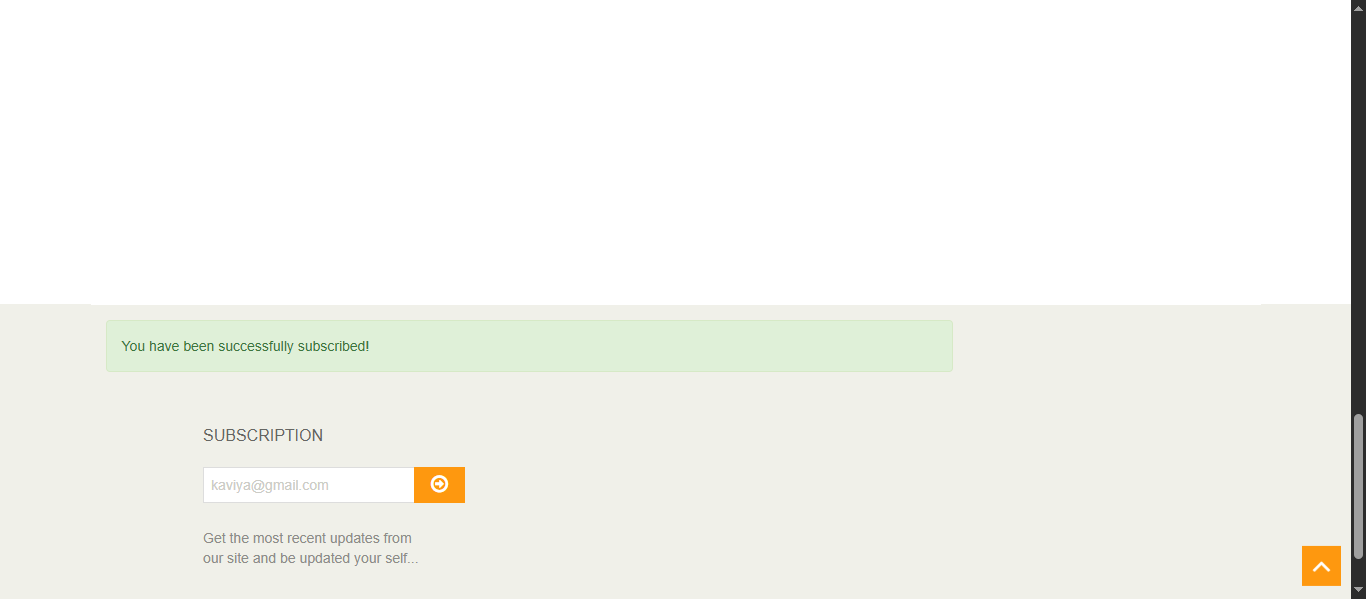 You have been successfully subscribed!
SUBSCRIPTION
kaviya@gmail.com
Get the most recent updates from
our site and be updated your self...